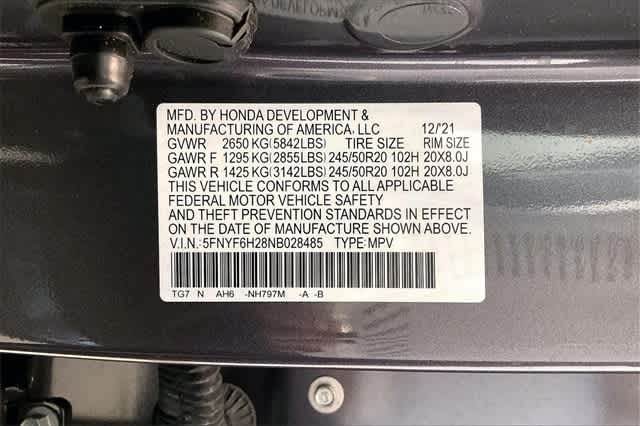 MFD. BY HONDA DEVELOPMENT &
MANUFACTURING OF AMERICA, LLC 12/'21
GVWR 2650 KG(5842LBS) TIRE SIZE RIM SIZE
GAWR F 1295 KG(2855LBS) 245/50R20 102H 20X8.0J
GAWR R 1425 KG(3142LBS) 245/50R20 102H 20X8.0J
THIS VEHICLE CONFORMS TO ALL APPLICABLE
FEDERAL MOTOR VEHICLE SAFETY
AND THEFT PREVENTION STANDARDS IN EFFECT
ON THE DATE OF MANUFACTURE SHOWN ABOVE.
V.I.N.:5FNYF6H28NB028485 TYPE:MPV
TG7 N AH6 -NH797M -A -B